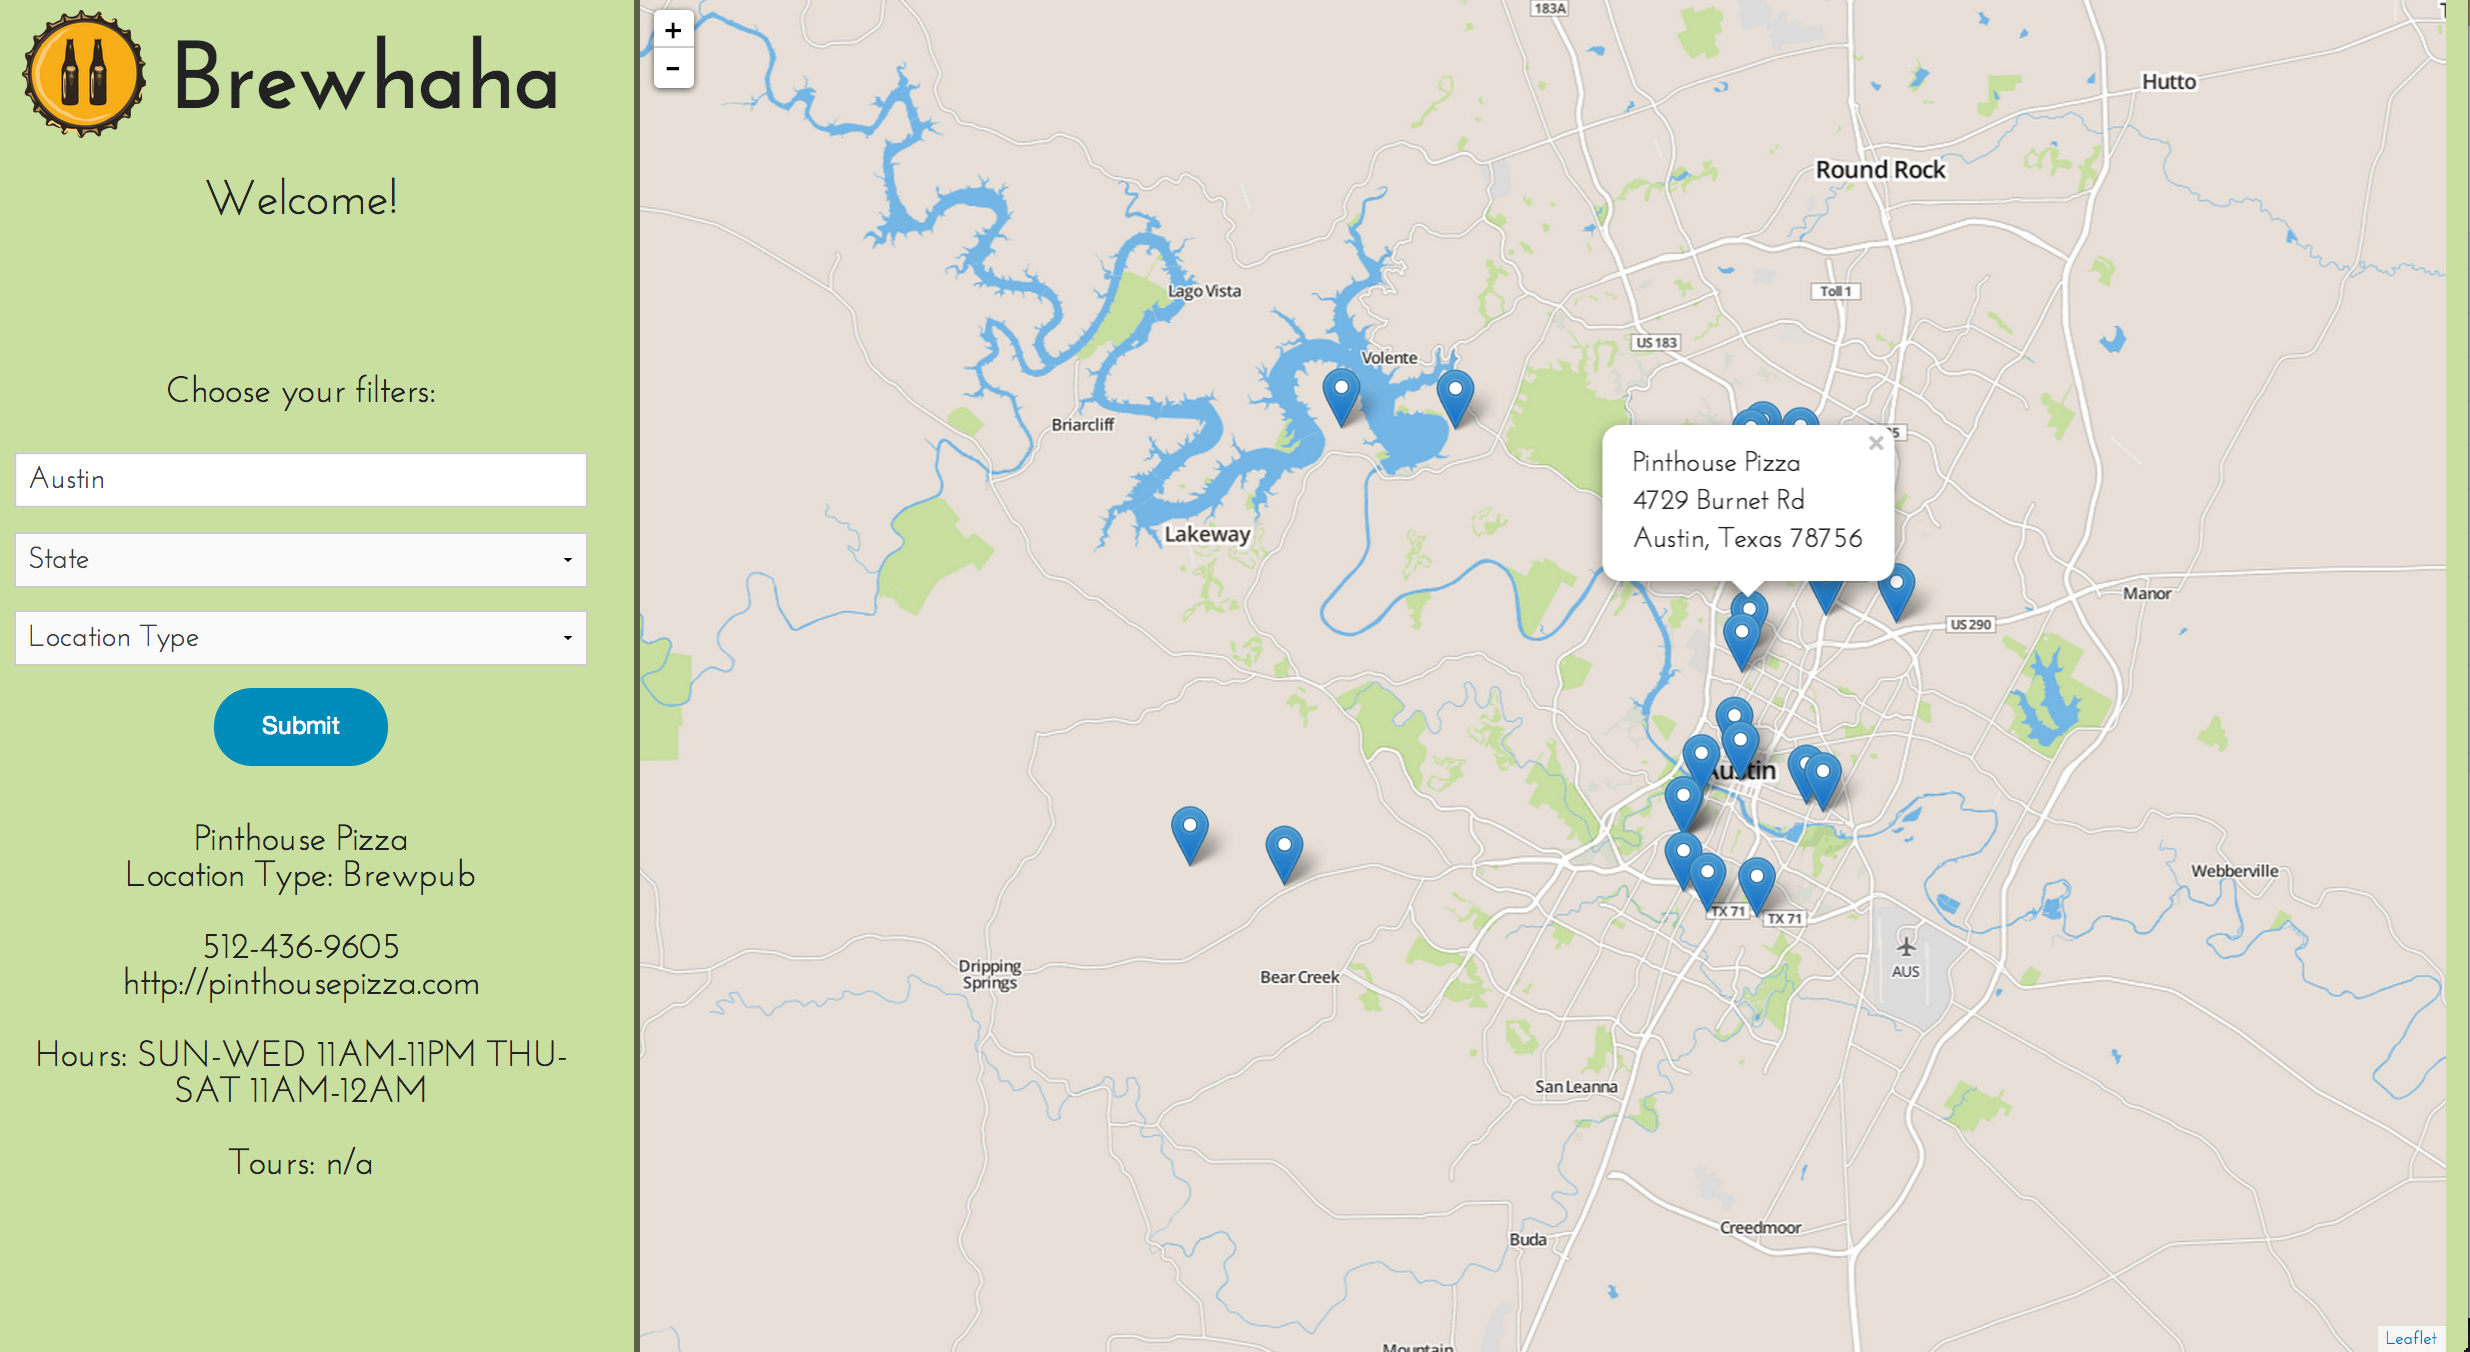 Brewhaha
Welcome!
Choose your filters:
Austin
State
Location Type
Submit
Pinthouse Pizza
Location Type: Brewpub
512-436-9605
http://pinthousepizza.com
Hours: SUN-WED 11AM-11PM THU-
SAT 11AM-12AM
Tours: n/a
+
-
183A
Hutto
Round Rock
Lago Vista
Toll 1
US 183
Volente
Briarcliff
Pinthouse Pizza
4729 Burnet Rd
Austin, Texas 78756
×
Lakeway
Manor
US 290
Austin
Webberville
TX 71
TX 71
Dripping
Springs
Bear Creek
AUS
San Leanna
Creedmoor
Buda
Mountain
Leaflet